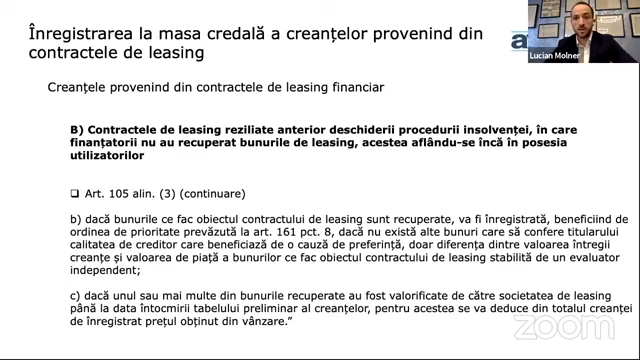 Înregistrarea la masa credală a creanțelor provenind din
contractele de leasing
Lucian Molner
Creanțele provenind din contractele de leasing financiar
B) Contractele de leasing reziliate anterior deschiderii procedurii insolvenței, în care
finanțatorii nu au recuperat bunurile de leasing, acestea aflându-se încă în posesia
utilizatorilor
Art. 105 alin. (3) (continuare)
b) dacă bunurile ce fac obiectul contractului de leasing sunt recuperate, va fi înregistrată, beneficiind de
ordinea de prioritate prevăzută la art. 161 pct. 8, dacă nu există alte bunuri care să confere titularului
calitatea de creditor care beneficiază de o cauză de preferință, doar diferența dintre valoarea întregii
creanțe și valoarea de piață a bunurilor ce fac obiectul contractului de leasing stabilită de un evaluator
independent;
c) dacă unul sau mai multe din bunurile recuperate au fost valorificate de către societatea de leasing
până la data întocmirii tabelului preliminar al creanțelor, pentru acestea se va deduce din totalul creanței
de înregistrat prețul obținut din vânzare.”
zoom